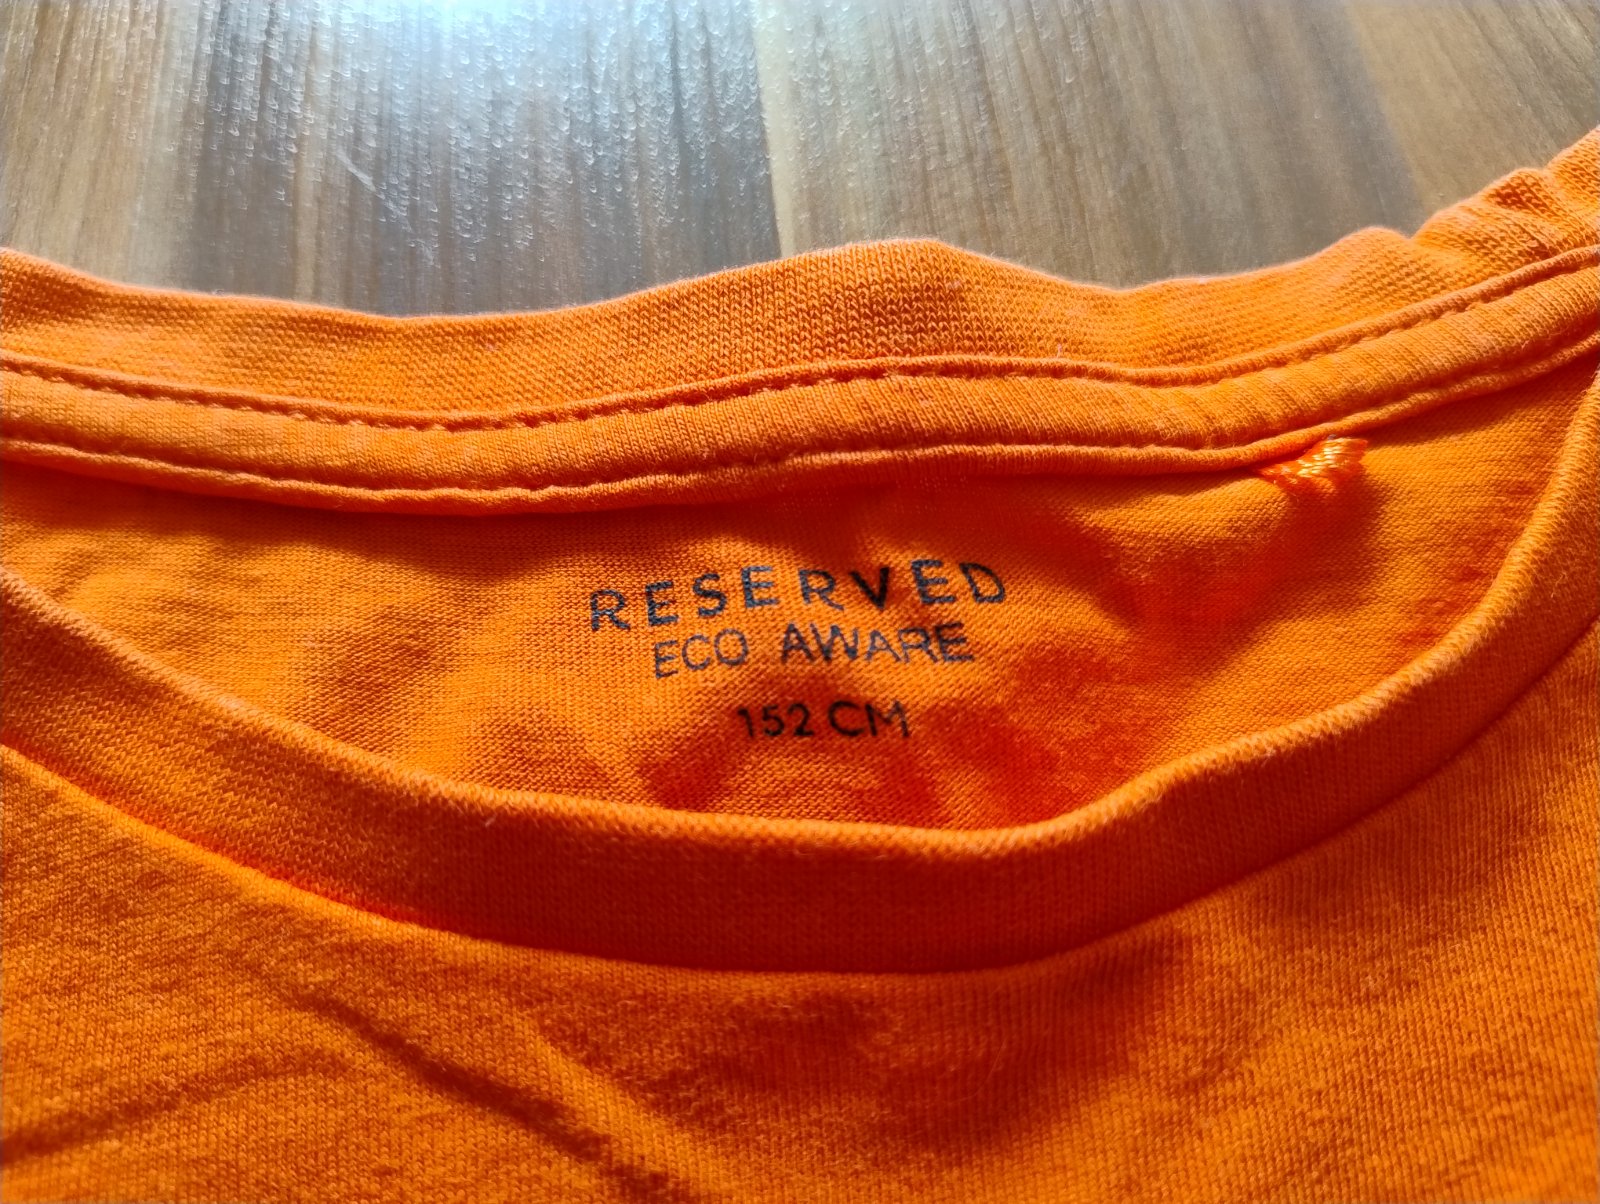 RESERVED
ECO AWARE
152 CM